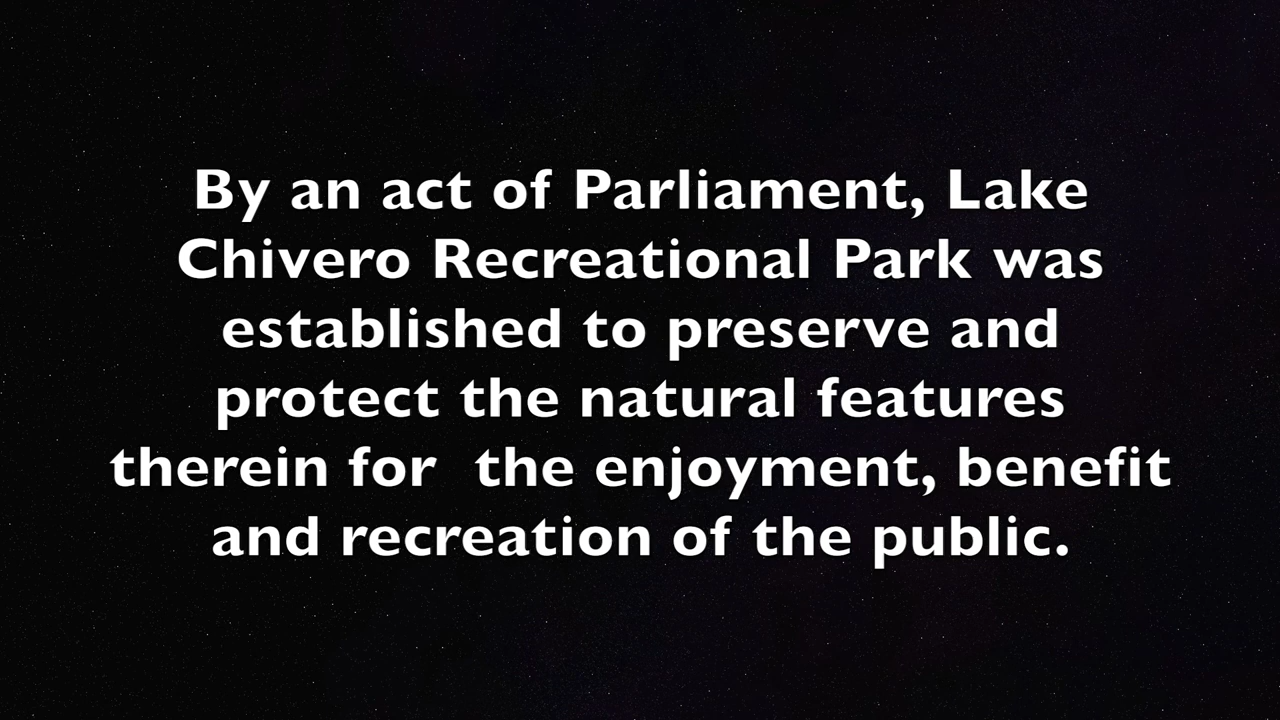 By an act of Parliament, Lake
Chivero Recreational Park was
established to preserve and
protect the natural features
therein for  the enjoyment, benefit
and recreation of the public.